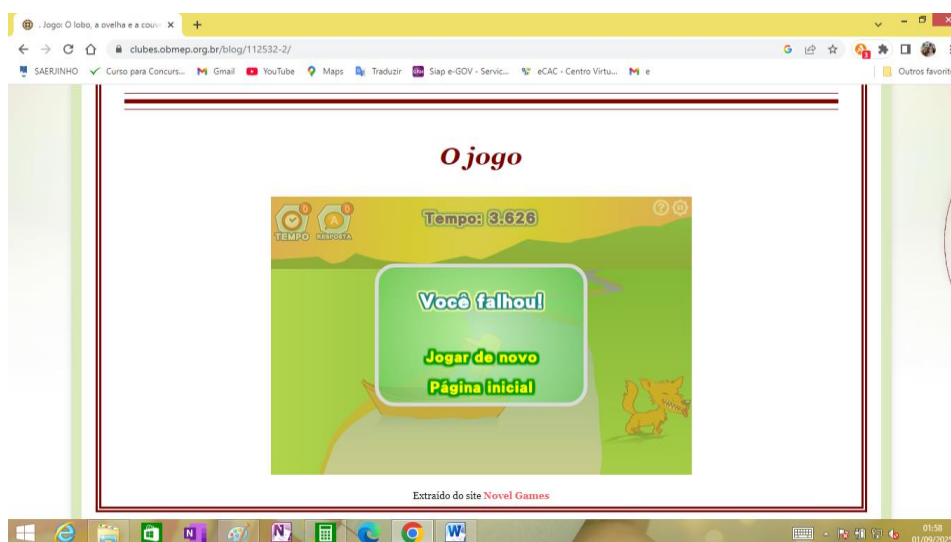 . Jogo: O lobo, a ovelha e a couv
clubes.obmep.org.br/blog/112532-2/
SAERJINHO Curso para Concurs... Gmail YouTube Maps Traduzir Siap e-GOV - Servic... eCAC - Centro Virtu... e Outros favorit
O jogo
Tempo: 3.626
0 0
TEMPO RESPOSTA
Você falhou!
Jogar de novo
Página inicial
Extraído do site Novel Games
01:58
01/09/202